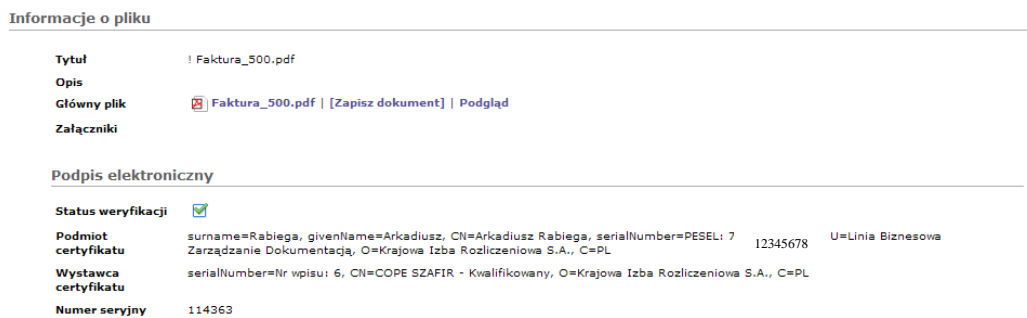 Informacje o pliku
Tytuł ! Faktura_500.pdf
Opis
Główny plik Faktura_500.pdf | [Zapisz dokument] | Podgląd
Załączniki
Podpis elektroniczny
Status weryfikacji
Podmiot certyfikatu surname=Rabiega, givenName=Arkadiusz, CN=Arkadiusz Rabiega, serialNumber=PESEL: 7 12345678 U=Linia Biznesowa
Zarządzanie Dokumentacją, O=Krajowa Izba Rozliczeniowa S.A., C=PL
Wystawca certyfikatu serialNumber=Nr wpisu: 6, CN=COPE SZAFIR - Kwalifikowany, O=Krajowa Izba Rozliczeniowa S.A., C=PL
Numer seryjny 114363